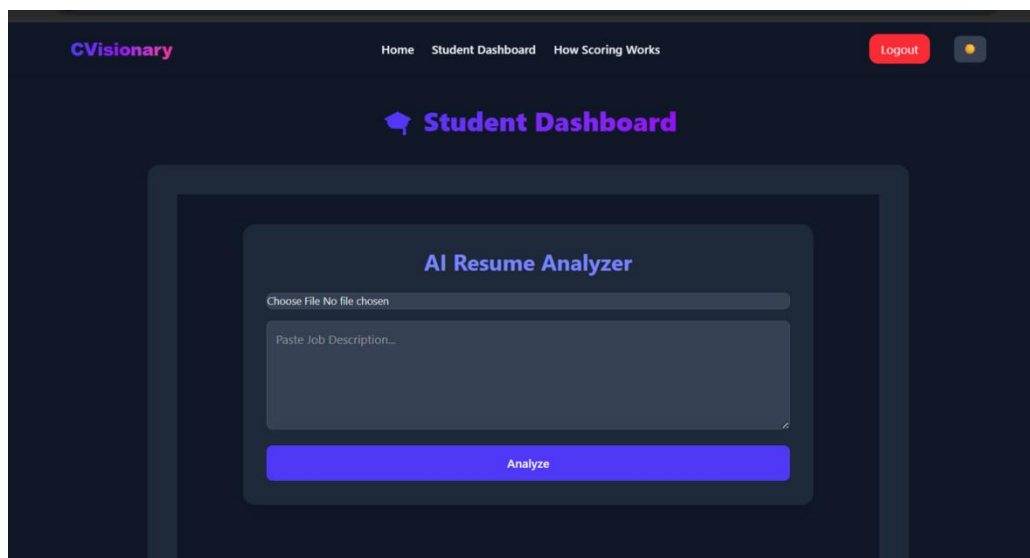 CVisionary
Home Student Dashboard How Scoring Works
Logout
Student Dashboard
AI Resume Analyzer
Choose File No file chosen
Paste Job Description...
Analyze